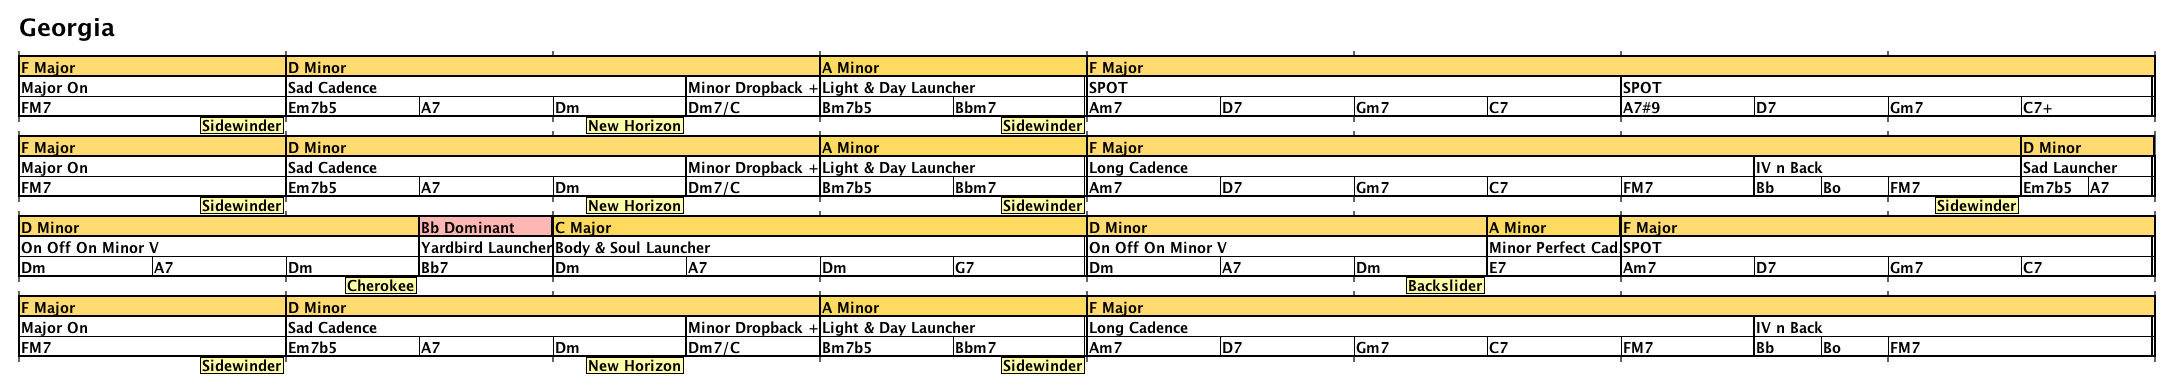 Georgia
F Major D Minor A Minor F Major
Major On Sad Cadence Minor Dropback + Light & Day Launcher SPOT SPOT
FM7 Em7b5 A7 Dm Dm7/C Bm7b5 Bbm7 Am7 D7 Gm7 C7 A7#9 D7 Gm7 C7+
Sidewinder New Horizon Sidewinder
F Major D Minor A Minor F Major D Minor
Major On Sad Cadence Minor Dropback + Light & Day Launcher Long Cadence IV n Back Sad Launcher
FM7 Em7b5 A7 Dm Dm7/C Bm7b5 Bbm7 Am7 D7 Gm7 C7 FM7 Bb Bo FM7 Em7b5 A7
Sidewinder New Horizon Sidewinder Sidewinder
D Minor Bb Dominant C Major D Minor A Minor F Major
On Off On Minor V Yardbird Launcher Body & Soul Launcher On Off On Minor V Minor Perfect Cad SPOT
Dm A7 Dm Bb7 Dm A7 Dm G7 Dm A7 Dm E7 Am7 D7 Gm7 C7
Cherokee Backslider
F Major D Minor A Minor F Major
Major On Sad Cadence Minor Dropback + Light & Day Launcher Long Cadence IV n Back
FM7 Em7b5 A7 Dm Dm7/C Bm7b5 Bbm7 Am7 D7 Gm7 C7 FM7 Bb Bo FM7
Sidewinder New Horizon Sidewinder